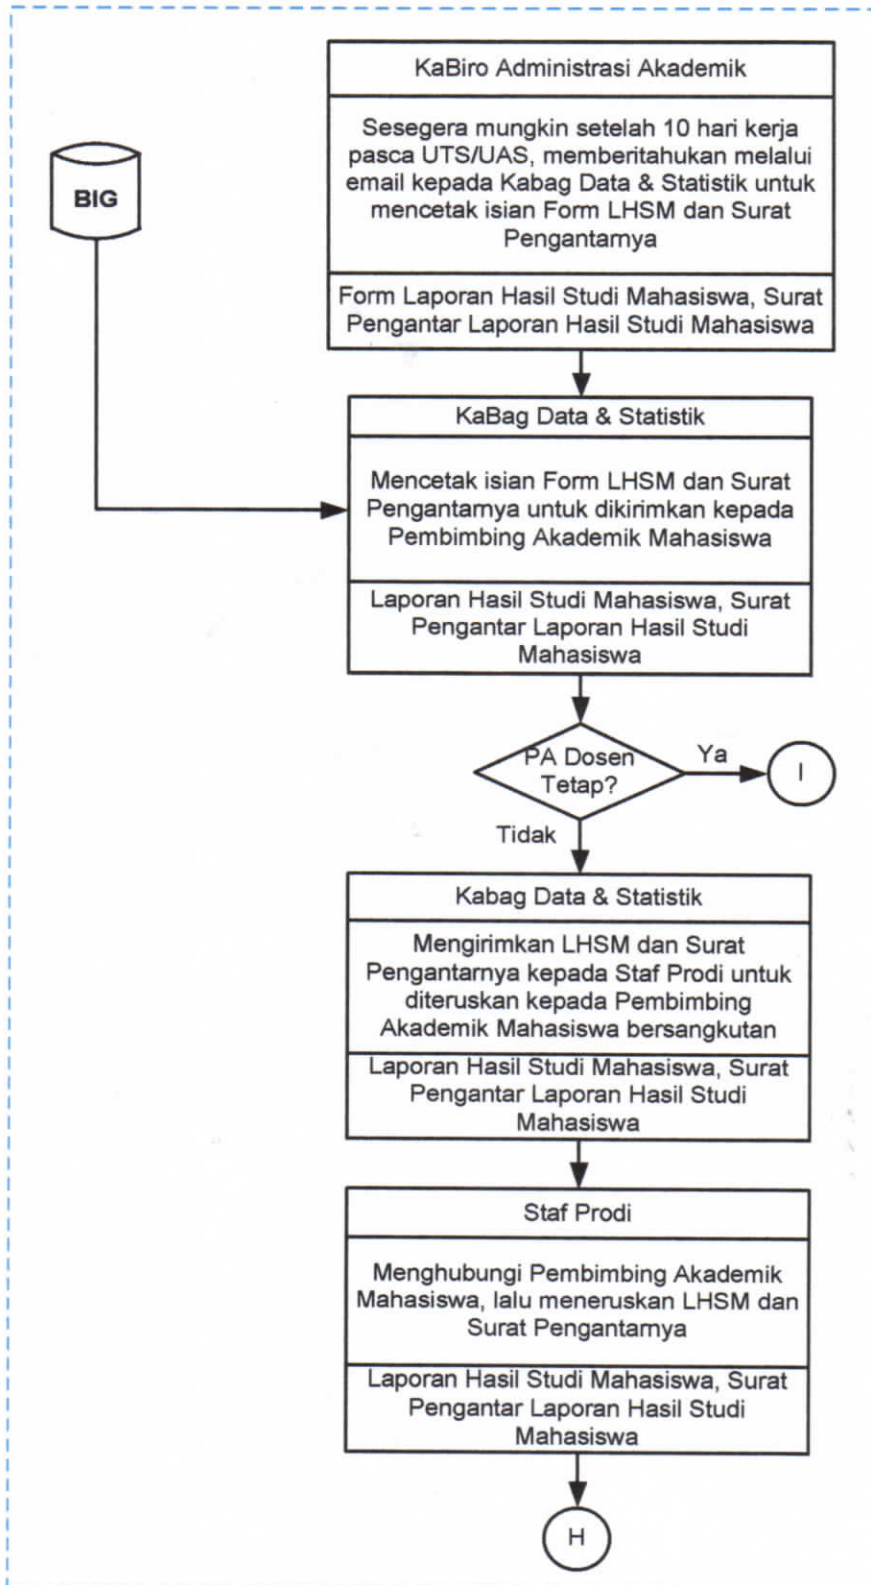 KaBiro Administrasi Akademik
Sesegera mungkin setelah 10 hari kerja
pasca UTS/UAS, memberitahukan melalui
email kepada Kabag Data & Statistik untuk
mencetak isian Form LHSM dan Surat
Pengantarnya
Form Laporan Hasil Studi Mahasiswa, Surat
Pengantar Laporan Hasil Studi Mahasiswa
BIG
KaBag Data & Statistik
Mencetak isian Form LHSM dan Surat
Pengantarnya untuk dikirimkan kepada
Pembimbing Akademik Mahasiswa
Laporan Hasil Studi Mahasiswa, Surat
Pengantar Laporan Hasil Studi
Mahasiswa
PA Dosen
Tetap?
Ya
I
Tidak
Kabag Data & Statistik
Mengirimkan LHSM dan Surat
Pengantarnya kepada Staf Prodi untuk
diteruskan kepada Pembimbing
Akademik Mahasiswa bersangkutan
Laporan Hasil Studi Mahasiswa, Surat
Pengantar Laporan Hasil Studi
Mahasiswa
Staf Prodi
Menghubungi Pembimbing Akademik
Mahasiswa, lalu meneruskan LHSM dan
Surat Pengantarnya
Laporan Hasil Studi Mahasiswa, Surat
Pengantar Laporan Hasil Studi
Mahasiswa
H